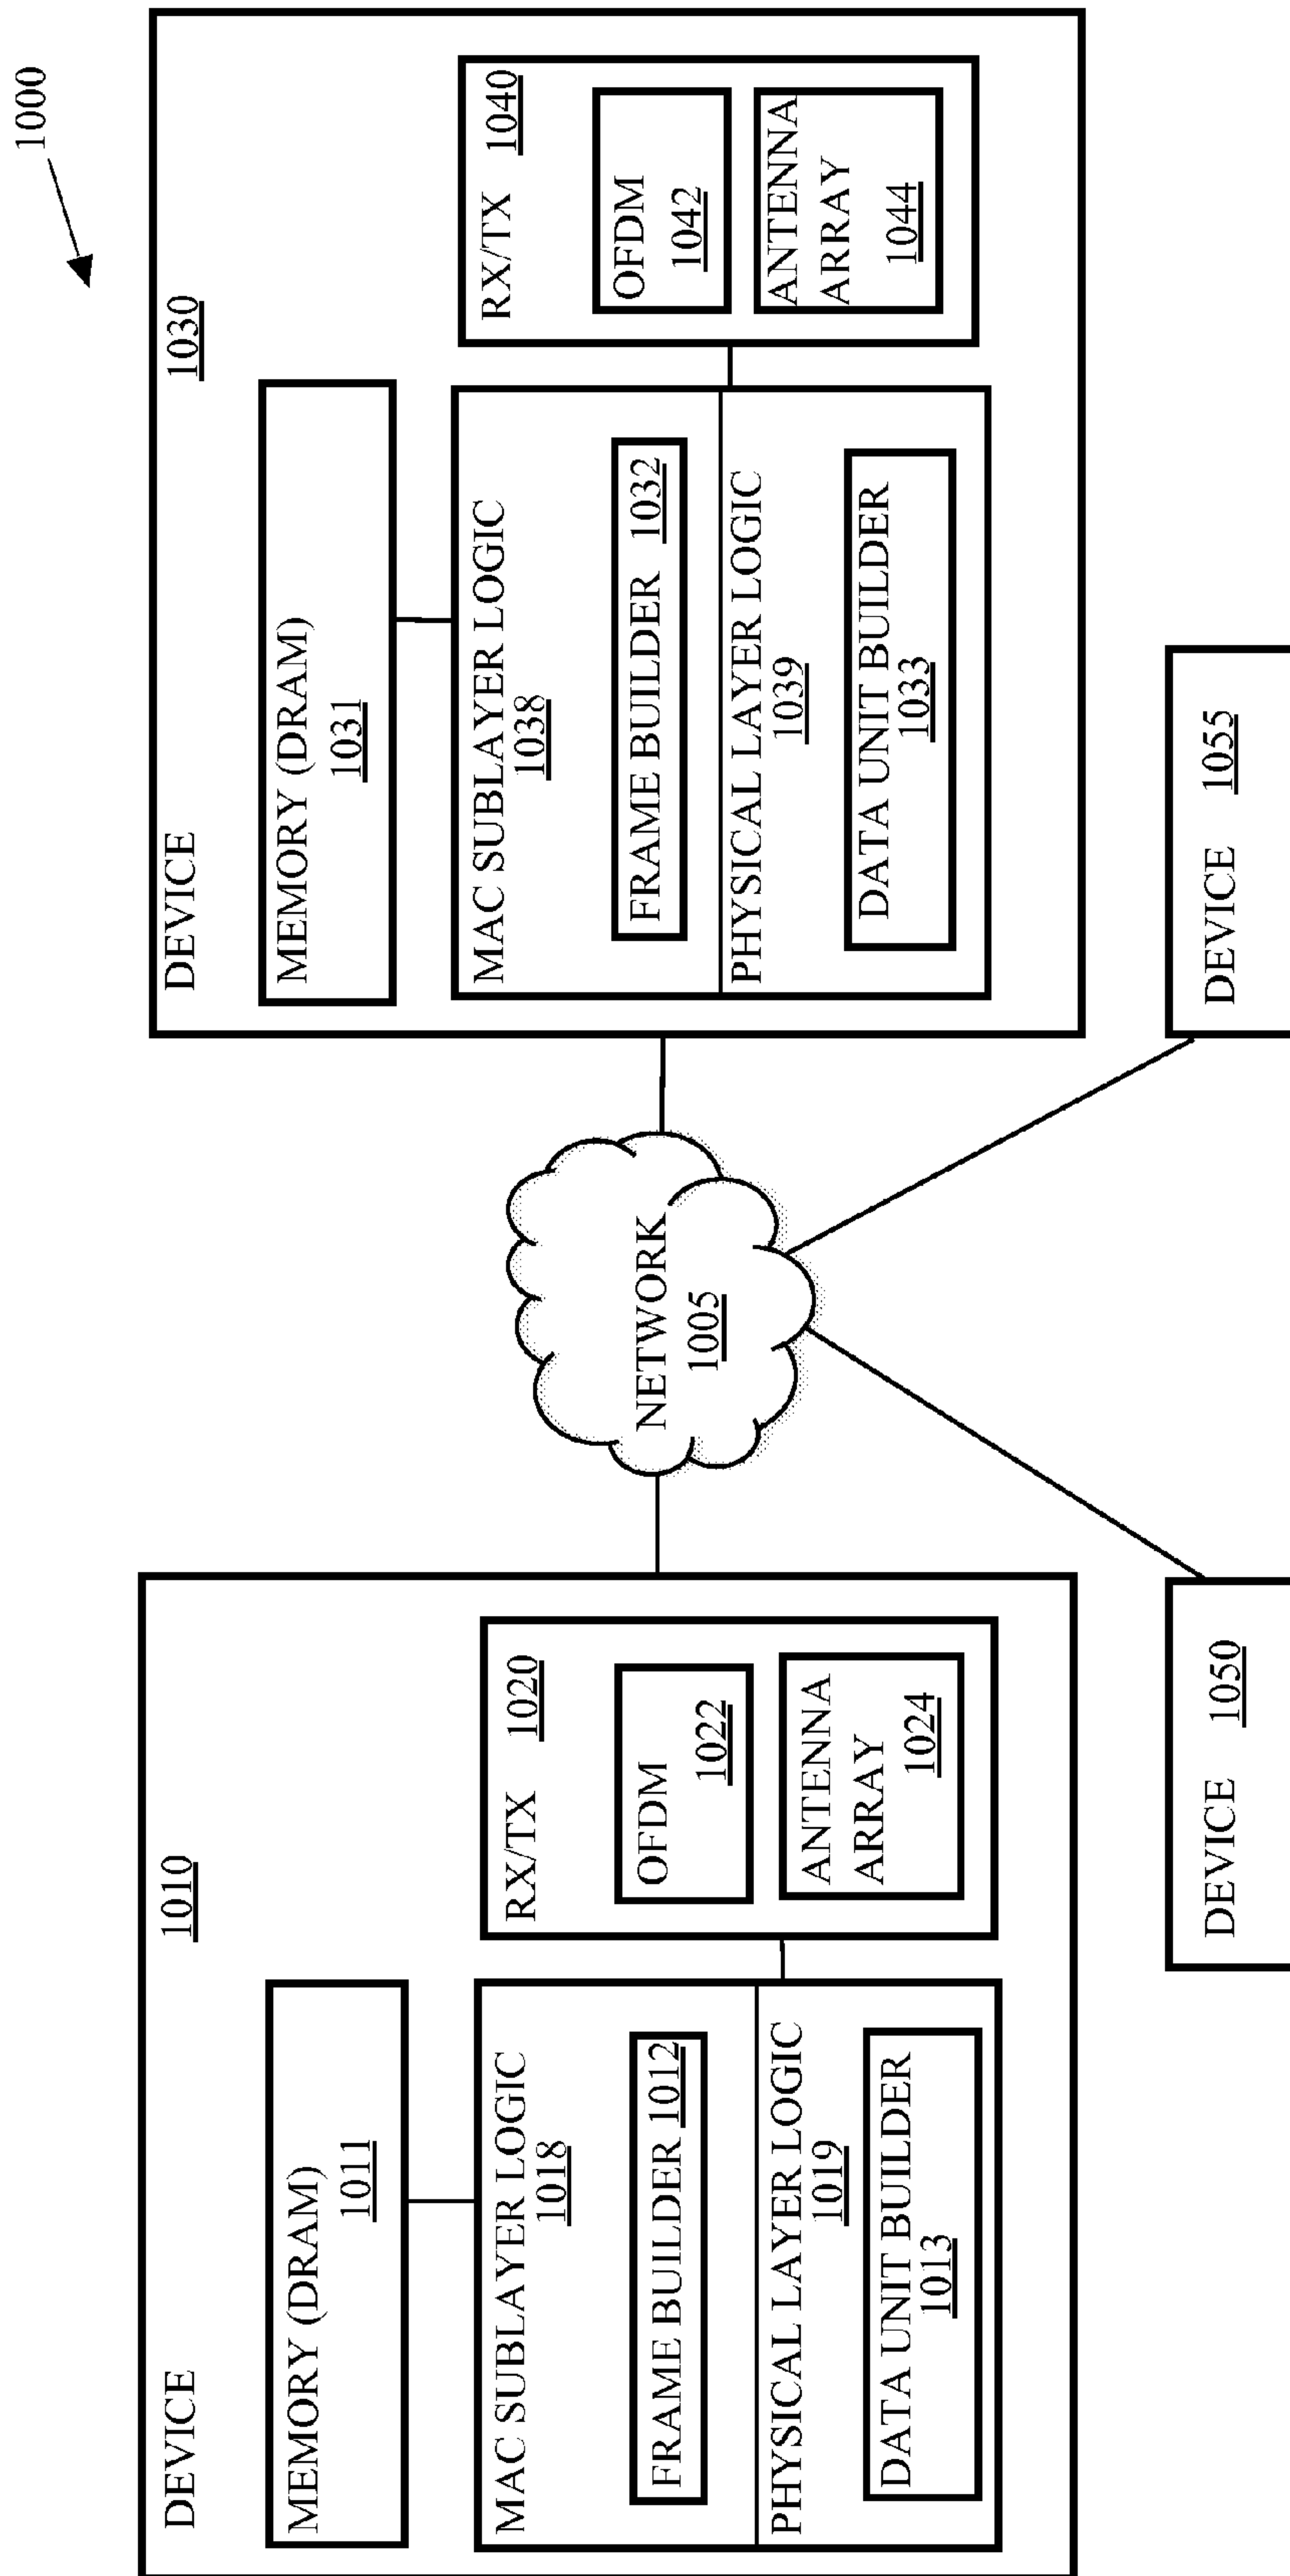 1000
DEVICE 1010
MEMORY (DRAM)
1011
MAC SUBLAYER LOGIC
1018
FRAME BUILDER 1012
PHYSICAL LAYER LOGIC
1019
DATA UNIT BUILDER
1013
RX/TX 1020
OFDM
1022
ANTENNA
ARRAY 1024
NETWORK
1005
DEVICE 1030
MEMORY (DRAM)
1031
MAC SUBLAYER LOGIC
1038
FRAME BUILDER 1032
PHYSICAL LAYER LOGIC
1039
DATA UNIT BUILDER
1033
RX/TX 1040
OFDM
1042
ANTENNA
ARRAY
1044
DEVICE 1050
DEVICE 1055